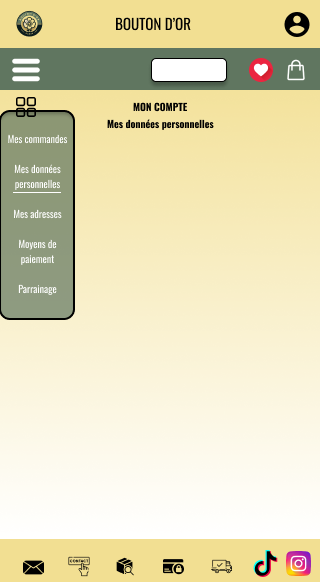 BOUTON D'OR
MON COMPTE
Mes données personnelles
Mes commandes
Mes données
personnelles
Mes adresses
Moyens de
paiement
Parrainage
CONTACT